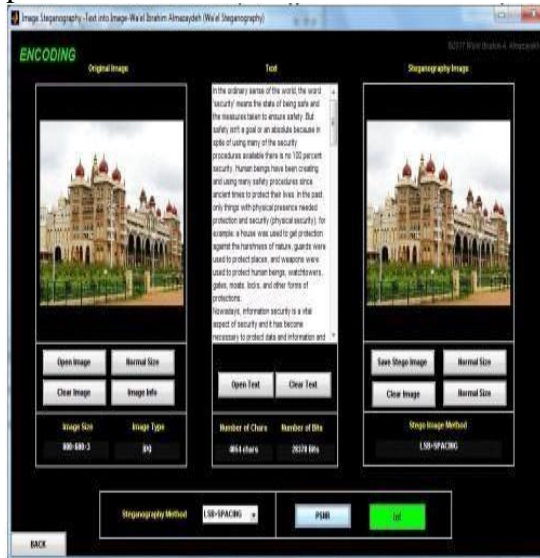 Image Steganography -Text into Image-Wa'el Ibrahim Almazaydeh (Wa'el Steganography)
ENCODING
©2017 Wa'el Ibrahim A. Almazaydeh
Original Image
Text
Steganography Image
In the ordinary sense of the world, the word
'security' means the state of being safe and
the measures taken to ensure safety. But
safety isn't a goal or an absolute because in
spite of using many of the security
procedures available there is no 100 percent
security. Human beings have been creating
and using many safety procedures since
ancient times to protect their lives. In the past,
only things with physical presence needed
protection and security (physical security), for
example: a house was used to get protection
against the harshness of nature, guards were
used to protect places, and weapons were
used to protect human beings, watchtowers,
gates, moats, locks, and other forms of
protections.
Nowadays, information security is a vital
aspect of security and it has become
necessary to protect data and information and
Open Image
Normal Size
Clear Image
Image Info
Open Text
Clear Text
Save Stego Image
Normal Size
Clear Image
Normal Size
Image Size
Image Type
800×600×3
jpg
Number of Chars
Number of Bits
4054 chars
28378 Bits
Stego Image Method
LSB+SPACING
Steganography Method
LSB+SPACING
PSNR
BACK